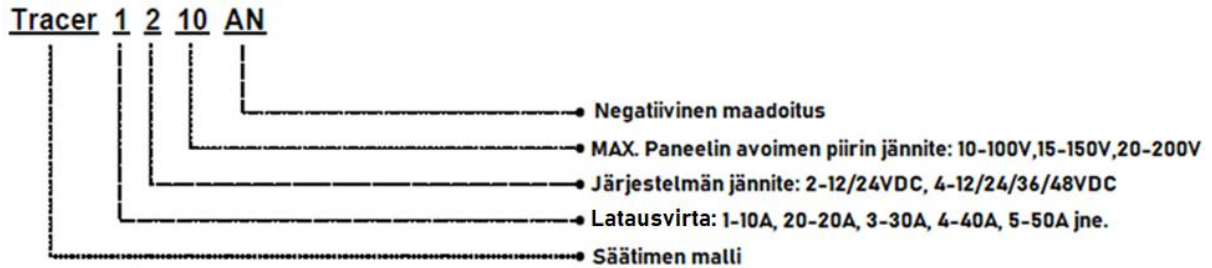 Tracer 1 2 10 AN
Negatiivinen maadoitus
MAX. Paneelin avoimen piirin jännite: 10-100V,15-150V,20-200V
Järjestelmän jännite: 2-12/24VDC, 4-12/24/36/48VDC
Latausvirta: 1-10A, 20-20A, 3-30A, 4-40A, 5-50A jne.
Säätimen malli